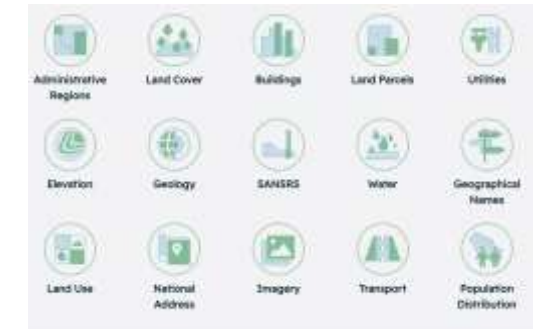 Administrative Regions
Land Cover
Buildings
Land Parcels
Utilities
Elevation
Geology
SANSRS
Water
Geographical Names
Land Use
National Address
Imagery
Transport
Population Distribution